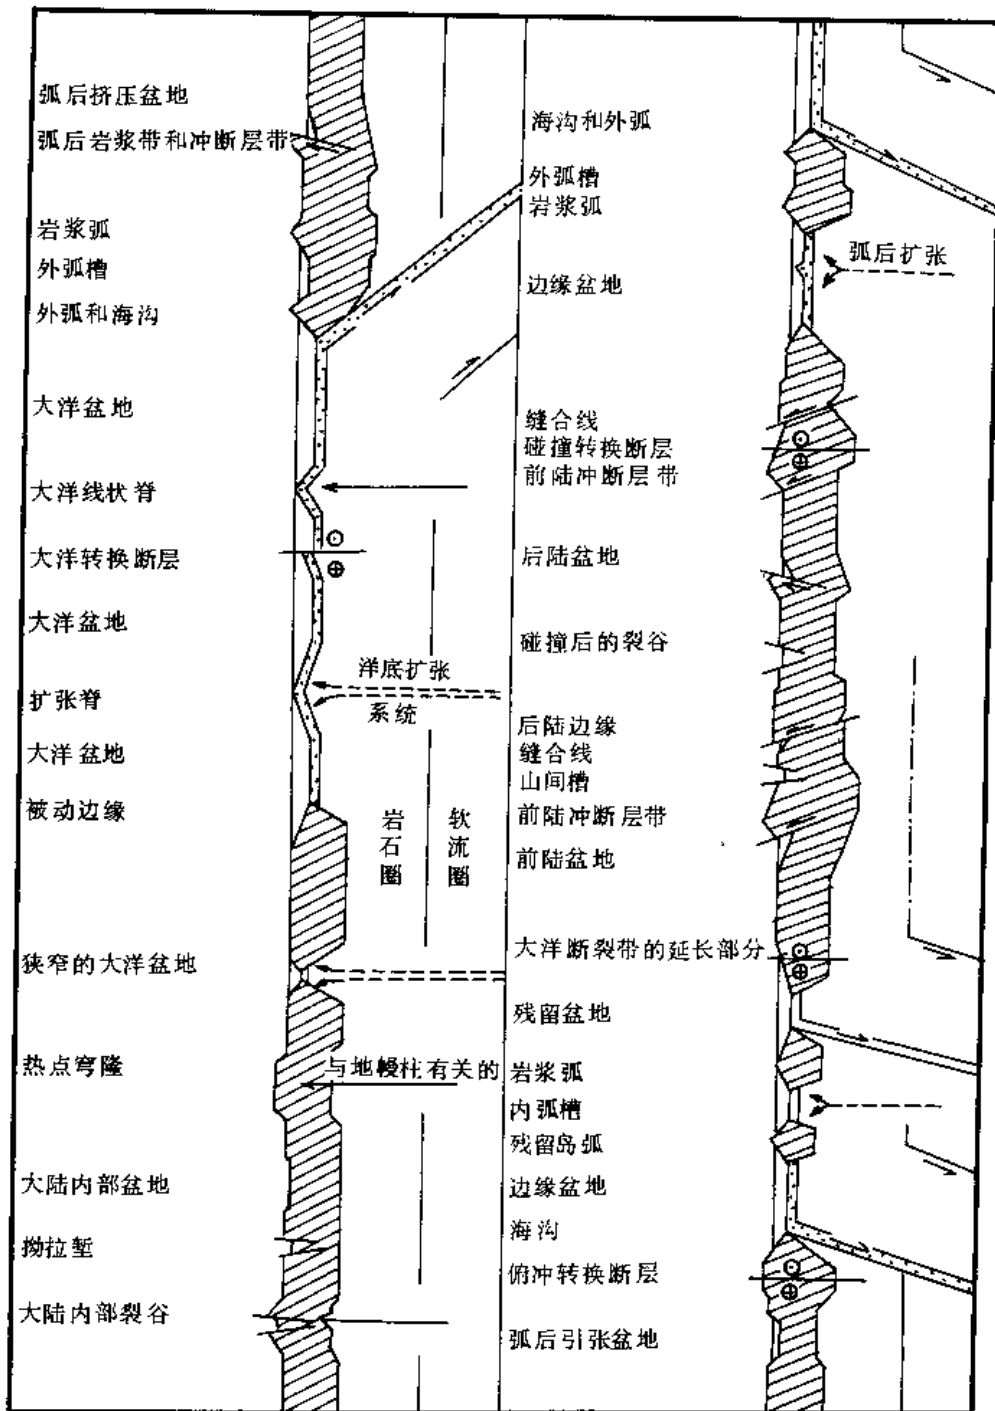 弧后挤压盆地
弧后岩浆带和冲断层带
岩浆弧
外弧槽
外弧和海沟
大洋盆地
大洋线状脊
大洋转换断层
大洋盆地
扩张脊
大洋盆地
被动边缘
狭窄的大洋盆地
热点穹隆
大陆内部盆地
拗拉堑
大陆内部裂谷
洋底扩张
系统
岩石圈
软流圈
与地幔柱有关的
海沟和外弧
外弧槽
岩浆弧
边缘盆地
缝合线
碰撞转换断层
前陆冲断层带
后陆盆地
碰撞后的裂谷
后陆边缘
缝合线
山间槽
前陆冲断层带
前陆盆地
大洋断裂带的延长部分
残留盆地
岩浆弧
内弧槽
残留岛弧
边缘盆地
海沟
俯冲转换断层
弧后引张盆地
弧后扩张